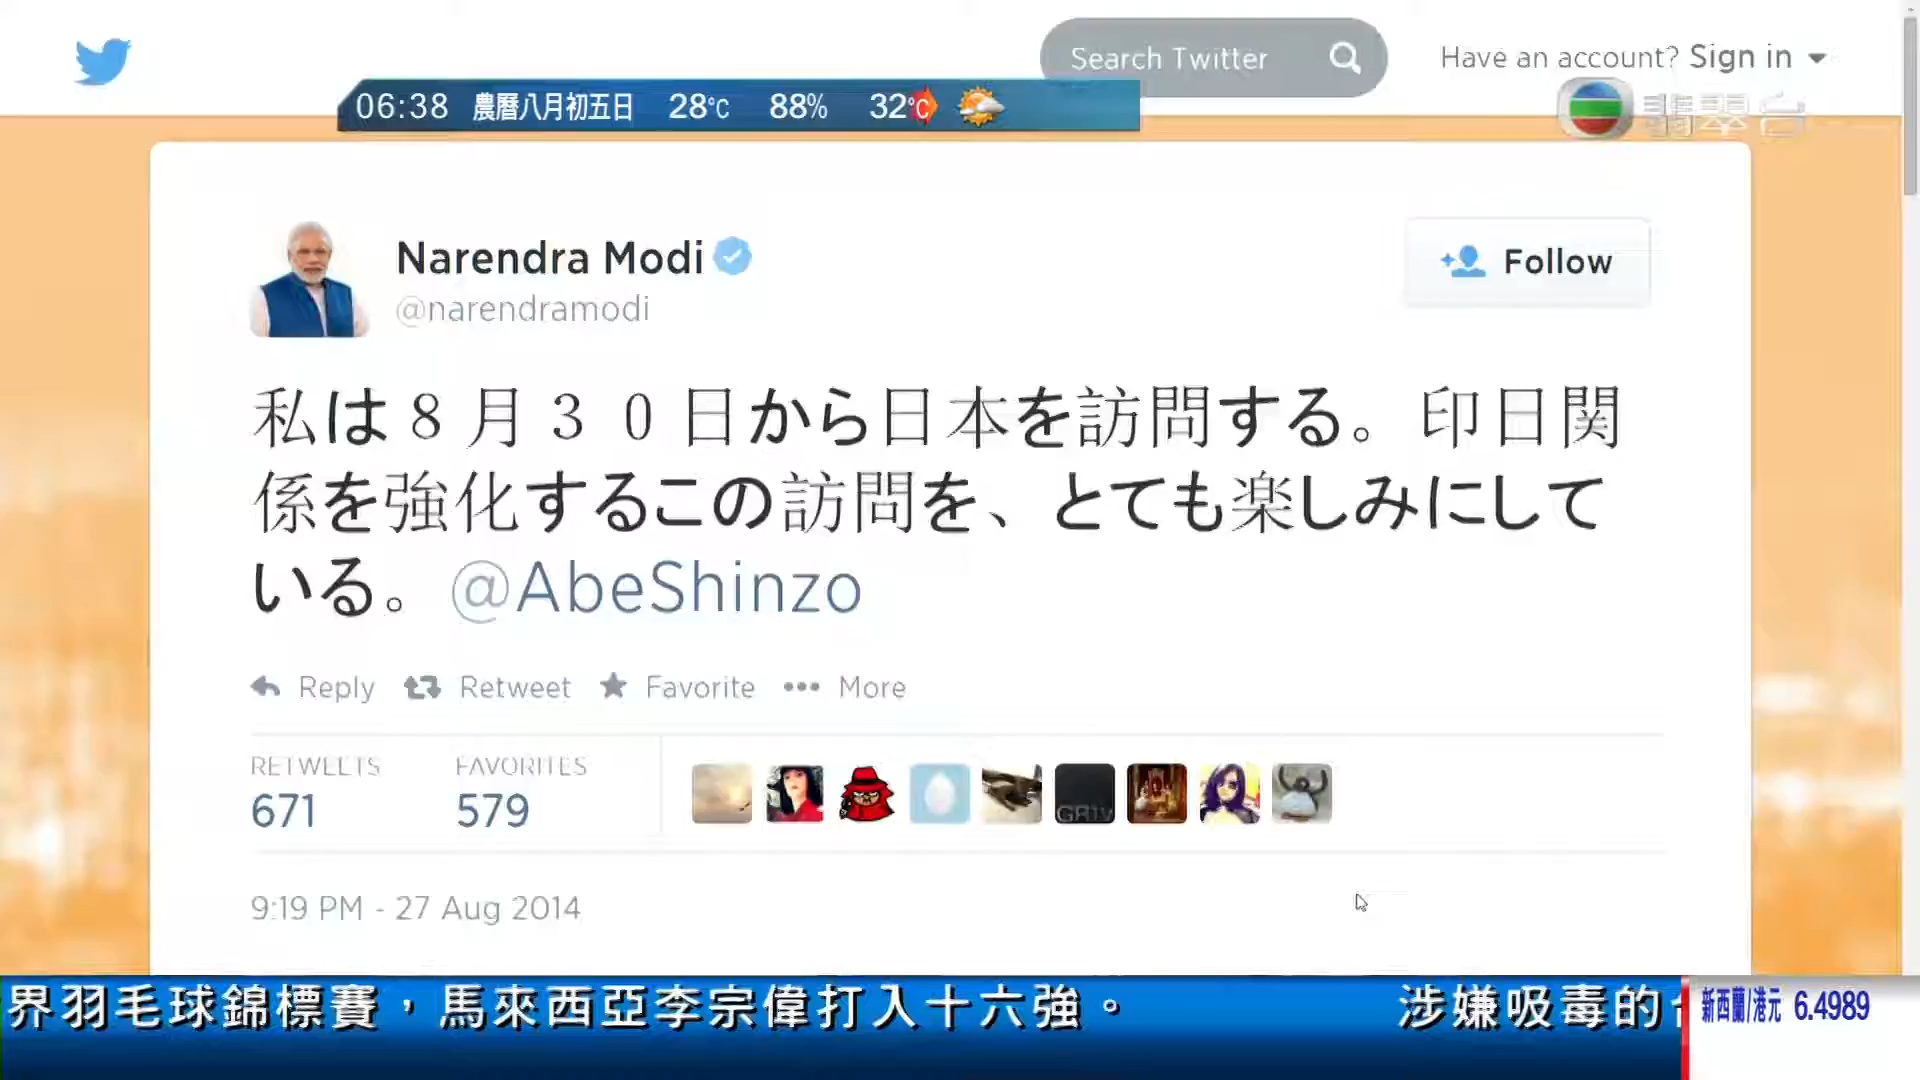 Search Twitter
Have an account? Sign in
06:38 農曆八月初五日 28°C 88% 32°C
翡翠台
Narendra Modi
@narendramodi
Follow
私は８月３０日から日本を訪問する。印日関
係を強化するこの訪問を、とても楽しみにして
いる。 @AbeShinzo
Reply Retweet Favorite More
RETWEETS FAVORITES
671 579
GR1V
9:19 PM - 27 Aug 2014
界羽毛球錦標賽，馬來西亞李宗偉打入十六強。 涉嫌吸毒的
新西蘭/港元 6.4989